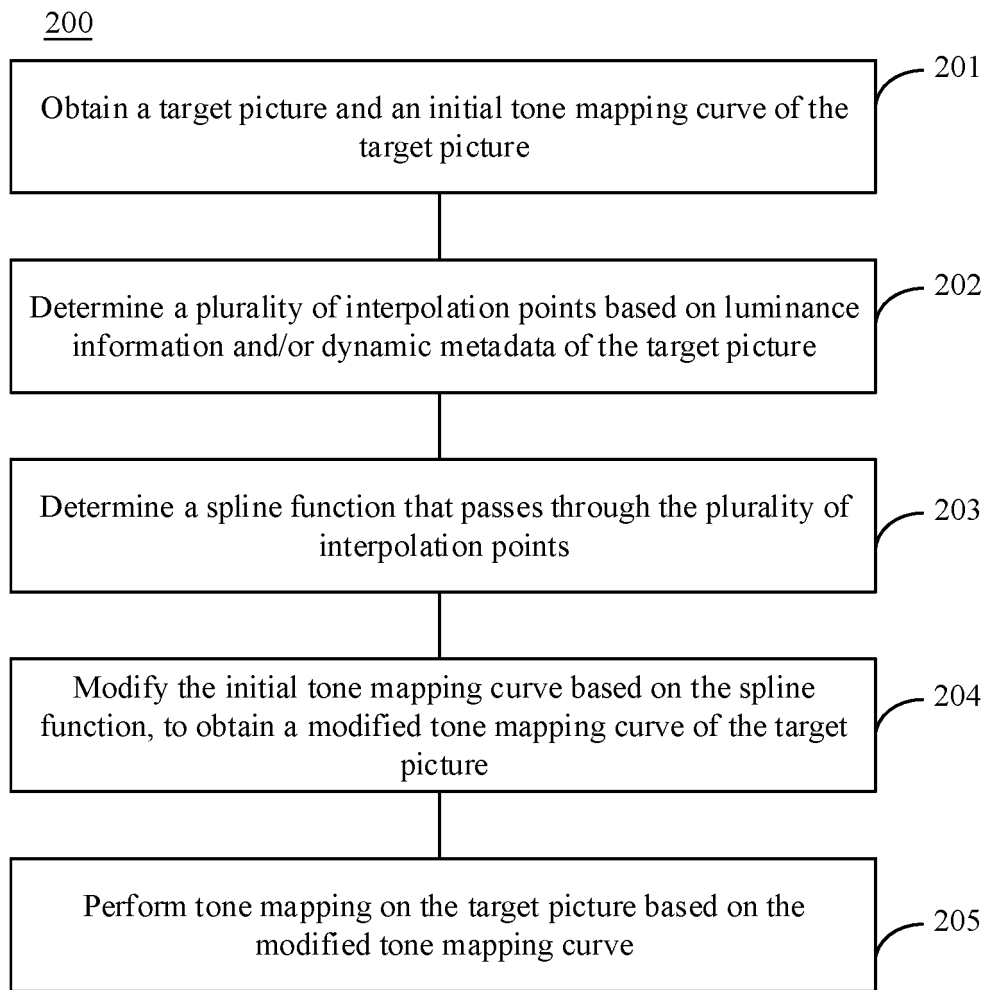 200
201
Obtain a target picture and an initial tone mapping curve of the
target picture
202
Determine a plurality of interpolation points based on luminance
information and/or dynamic metadata of the target picture
203
Determine a spline function that passes through the plurality of
interpolation points
204
Modify the initial tone mapping curve based on the spline
function, to obtain a modified tone mapping curve of the target
picture
205
Perform tone mapping on the target picture based on the
modified tone mapping curve